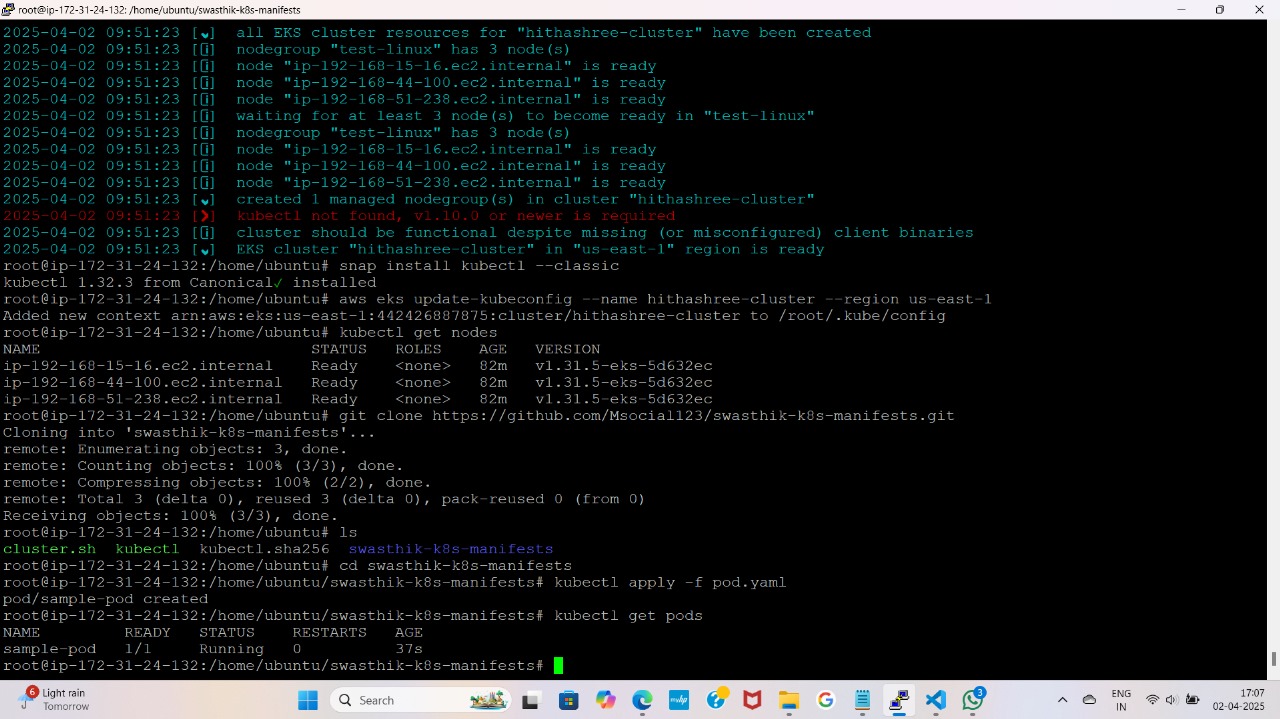 root@ip-172-31-24-132: /home/ubuntu/swasthik-k8s-manifests
2025-04-02 09:51:23 [✔]  all EKS cluster resources for "hithashree-cluster" have been created
2025-04-02 09:51:23 [ℹ]  nodegroup "test-linux" has 3 node(s)
2025-04-02 09:51:23 [ℹ]  node "ip-192-168-15-16.ec2.internal" is ready
2025-04-02 09:51:23 [ℹ]  node "ip-192-168-44-100.ec2.internal" is ready
2025-04-02 09:51:23 [ℹ]  node "ip-192-168-51-238.ec2.internal" is ready
2025-04-02 09:51:23 [ℹ]  waiting for at least 3 node(s) to become ready in "test-linux"
2025-04-02 09:51:23 [ℹ]  nodegroup "test-linux" has 3 node(s)
2025-04-02 09:51:23 [ℹ]  node "ip-192-168-15-16.ec2.internal" is ready
2025-04-02 09:51:23 [ℹ]  node "ip-192-168-44-100.ec2.internal" is ready
2025-04-02 09:51:23 [ℹ]  node "ip-192-168-51-238.ec2.internal" is ready
2025-04-02 09:51:23 [✔]  created 1 managed nodegroup(s) in cluster "hithashree-cluster"
2025-04-02 09:51:23 [✖]  kubectl not found, v1.10.0 or newer is required
2025-04-02 09:51:23 [ℹ]  cluster should be functional despite missing (or misconfigured) client binaries
2025-04-02 09:51:23 [✔]  EKS cluster "hithashree-cluster" in "us-east-1" region is ready
root@ip-172-31-24-132:/home/ubuntu# snap install kubectl --classic
kubectl 1.32.3 from Canonical✓ installed
root@ip-172-31-24-132:/home/ubuntu# aws eks update-kubeconfig --name hithashree-cluster --region us-east-1
Added new context arn:aws:eks:us-east-1:442426887875:cluster/hithashree-cluster to /root/.kube/config
root@ip-172-31-24-132:/home/ubuntu# kubectl get nodes
NAME STATUS ROLES AGE VERSION
ip-192-168-15-16.ec2.internal Ready <none> 82m v1.31.5-eks-5d632ec
ip-192-168-44-100.ec2.internal Ready <none> 82m v1.31.5-eks-5d632ec
ip-192-168-51-238.ec2.internal Ready <none> 82m v1.31.5-eks-5d632ec
root@ip-172-31-24-132:/home/ubuntu# git clone https://github.com/Msocial123/swasthik-k8s-manifests.git
Cloning into 'swasthik-k8s-manifests'...
remote: Enumerating objects: 3, done.
remote: Counting objects: 100% (3/3), done.
remote: Compressing objects: 100% (2/2), done.
remote: Total 3 (delta 0), reused 3 (delta 0), pack-reused 0 (from 0)
Receiving objects: 100% (3/3), done.
root@ip-172-31-24-132:/home/ubuntu# ls
cluster.sh kubectl kubectl.sha256 swasthik-k8s-manifests
root@ip-172-31-24-132:/home/ubuntu# cd swasthik-k8s-manifests
root@ip-172-31-24-132:/home/ubuntu/swasthik-k8s-manifests# kubectl apply -f pod.yaml
pod/sample-pod created
root@ip-172-31-24-132:/home/ubuntu/swasthik-k8s-manifests# kubectl get pods
NAME READY STATUS RESTARTS AGE
sample-pod 1/1 Running 0 37s
root@ip-172-31-24-132:/home/ubuntu/swasthik-k8s-manifests#
6
Light rain
Tomorrow
Search
3
ENG
IN
17:07
02-04-2025